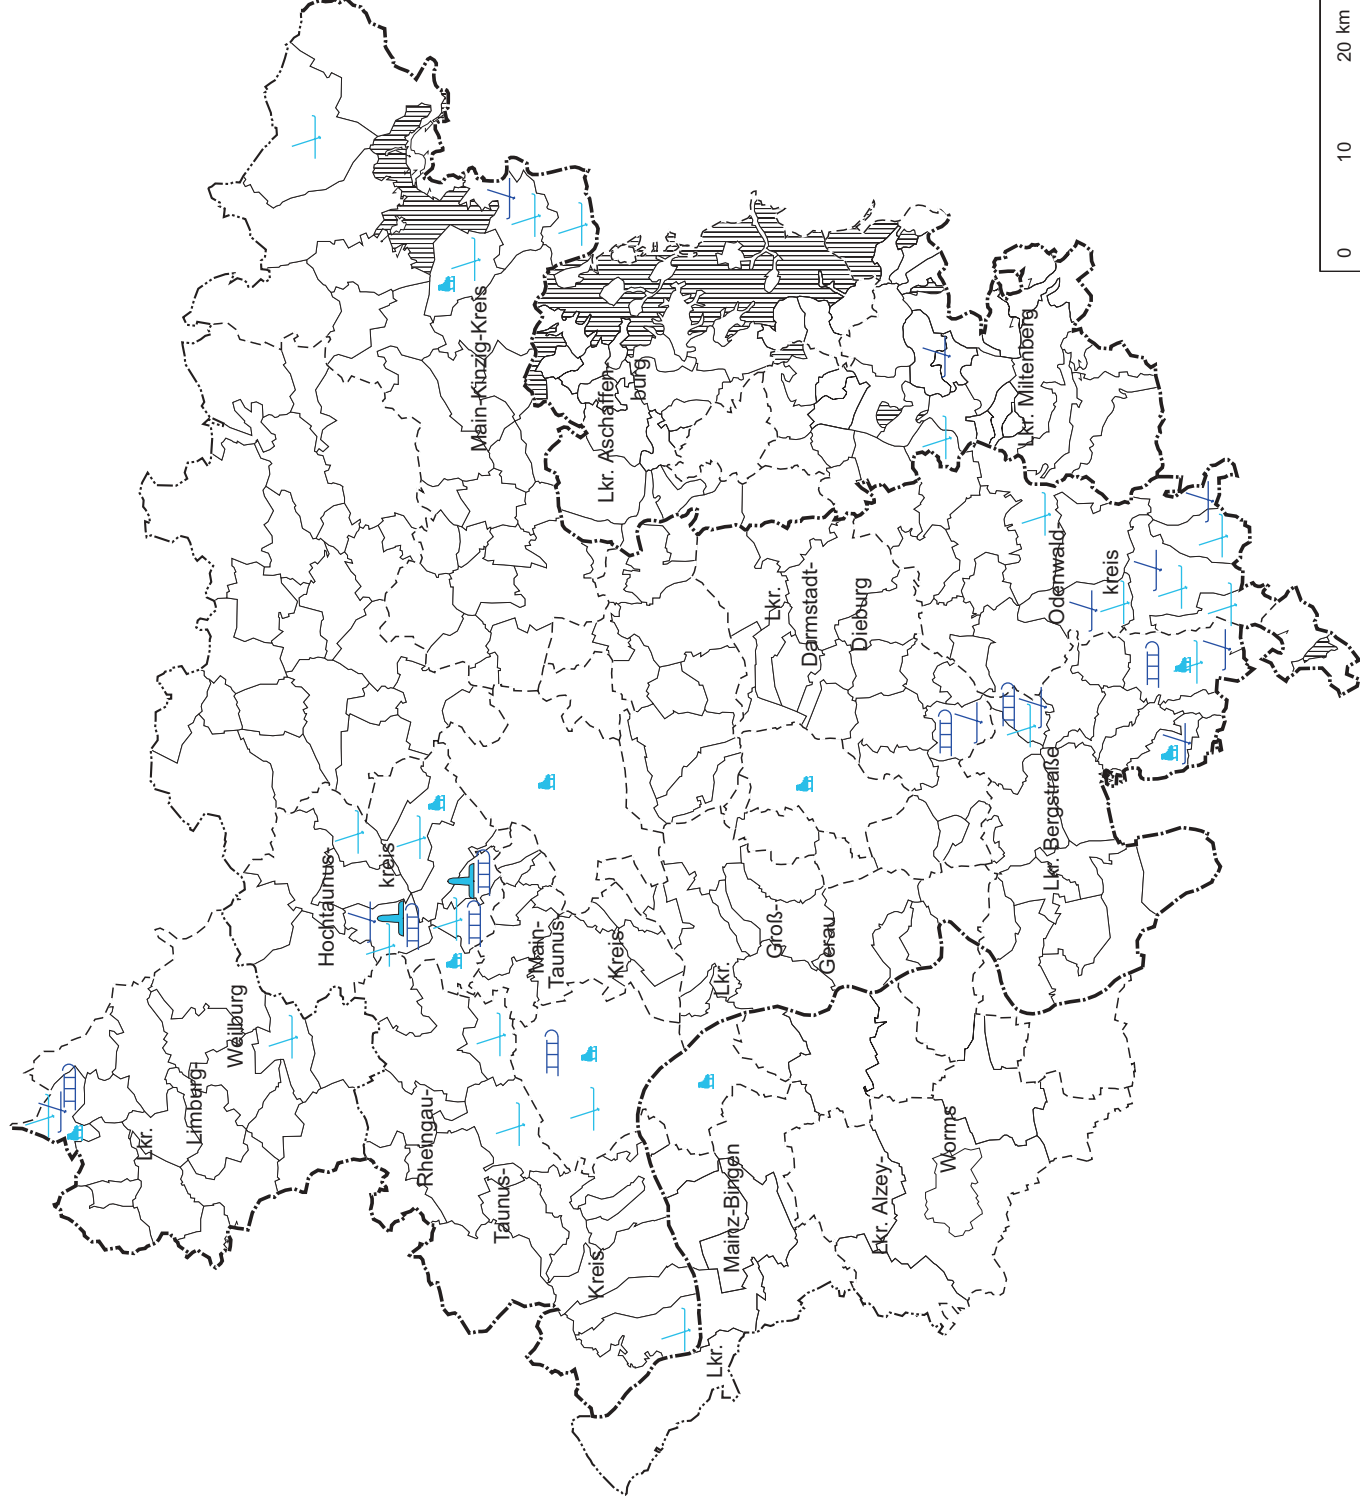 Hochtaunus-
kreis
Main-Kinzig-Kreis
Lkr. Aschaffen-
burg
Lkr. Miltenberg
Odenwald-
kreis
Lkr.
Darmstadt-
Dieburg
Lkr. Bergstraße
Lkr.
Groß-
Gerau
Main-
Taunus-
Kreis
Lkr.
Limburg-
Weilburg
Rheingau-
Taunus-
Kreis
Lkr.
Mainz-Bingen
Lkr. Alzey-
Worms
0 10 20 km